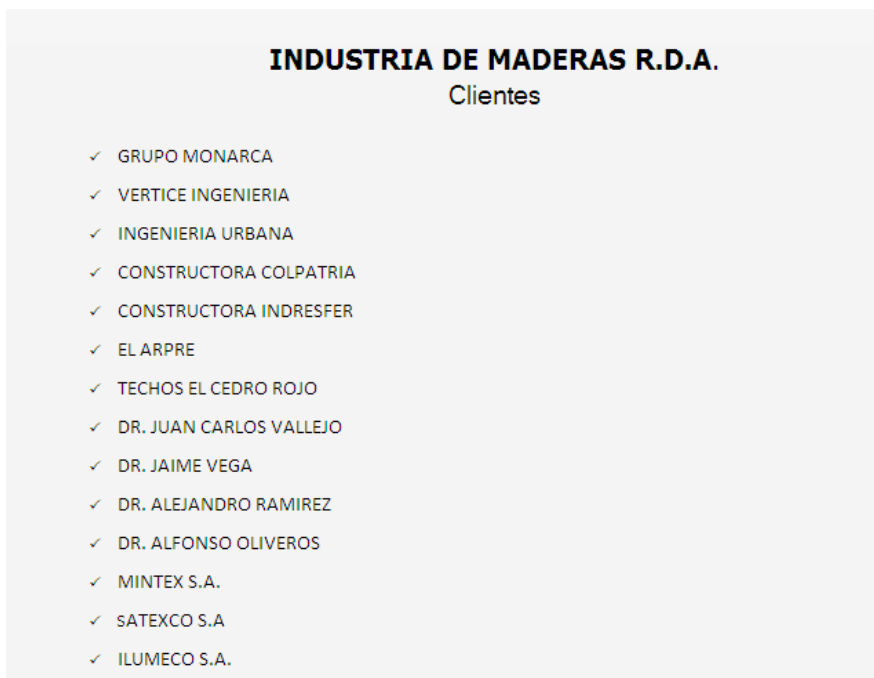 INDUSTRIA DE MADERAS R.D.A.
Clientes
✓ GRUPO MONARCA
✓ VERTICE INGENIERIA
✓ INGENIERIA URBANA
✓ CONSTRUCTORA COLPATRIA
✓ CONSTRUCTORA INDRESFER
✓ EL ARPRE
✓ TECHOS EL CEDRO ROJO
✓ DR. JUAN CARLOS VALLEJO
✓ DR. JAIME VEGA
✓ DR. ALEJANDRO RAMIREZ
✓ DR. ALFONSO OLIVEROS
✓ MINTEX S.A.
✓ sATEXCO S.A
✓ ILUMECO S.A.